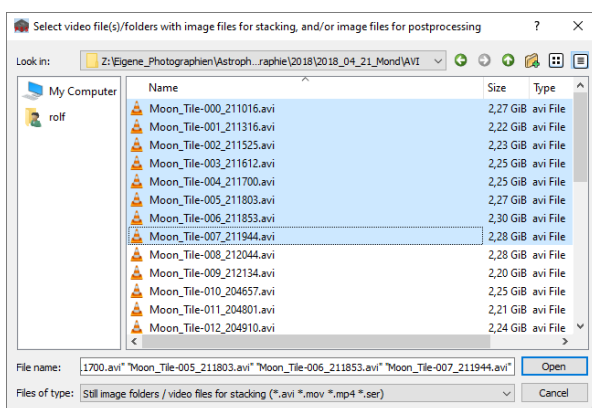 Select video file(s)/folders with image files for stacking, and/or image files for postprocessing ? ×
Look in: Z:\Eigene_Photographien\Astroph...raphie\2018\2018_04_21_Mond\AVI
My Computer
rolf
Name Size Type
Moon_Tile-000_211016.avi 2,27 GiB avi File
Moon_Tile-001_211316.avi 2,22 GiB avi File
Moon_Tile-002_211525.avi 2,23 GiB avi File
Moon_Tile-003_211612.avi 2,25 GiB avi File
Moon_Tile-004_211700.avi 2,25 GiB avi File
Moon_Tile-005_211803.avi 2,27 GiB avi File
Moon_Tile-006_211853.avi 2,30 GiB avi File
Moon_Tile-007_211944.avi 2,28 GiB avi File
Moon_Tile-008_212044.avi 2,28 GiB avi File
Moon_Tile-009_212134.avi 2,20 GiB avi File
Moon_Tile-010_204657.avi 2,25 GiB avi File
Moon_Tile-011_204801.avi 2,21 GiB avi File
Moon_Tile-012_204910.avi 2,24 GiB avi File
File name: .1700.avi" "Moon_Tile-005_211803.avi" "Moon_Tile-006_211853.avi" "Moon_Tile-007_211944.avi" Open
Files of type: Still image folders / video files for stacking (*.avi *.mov *.mp4 *.ser) Cancel